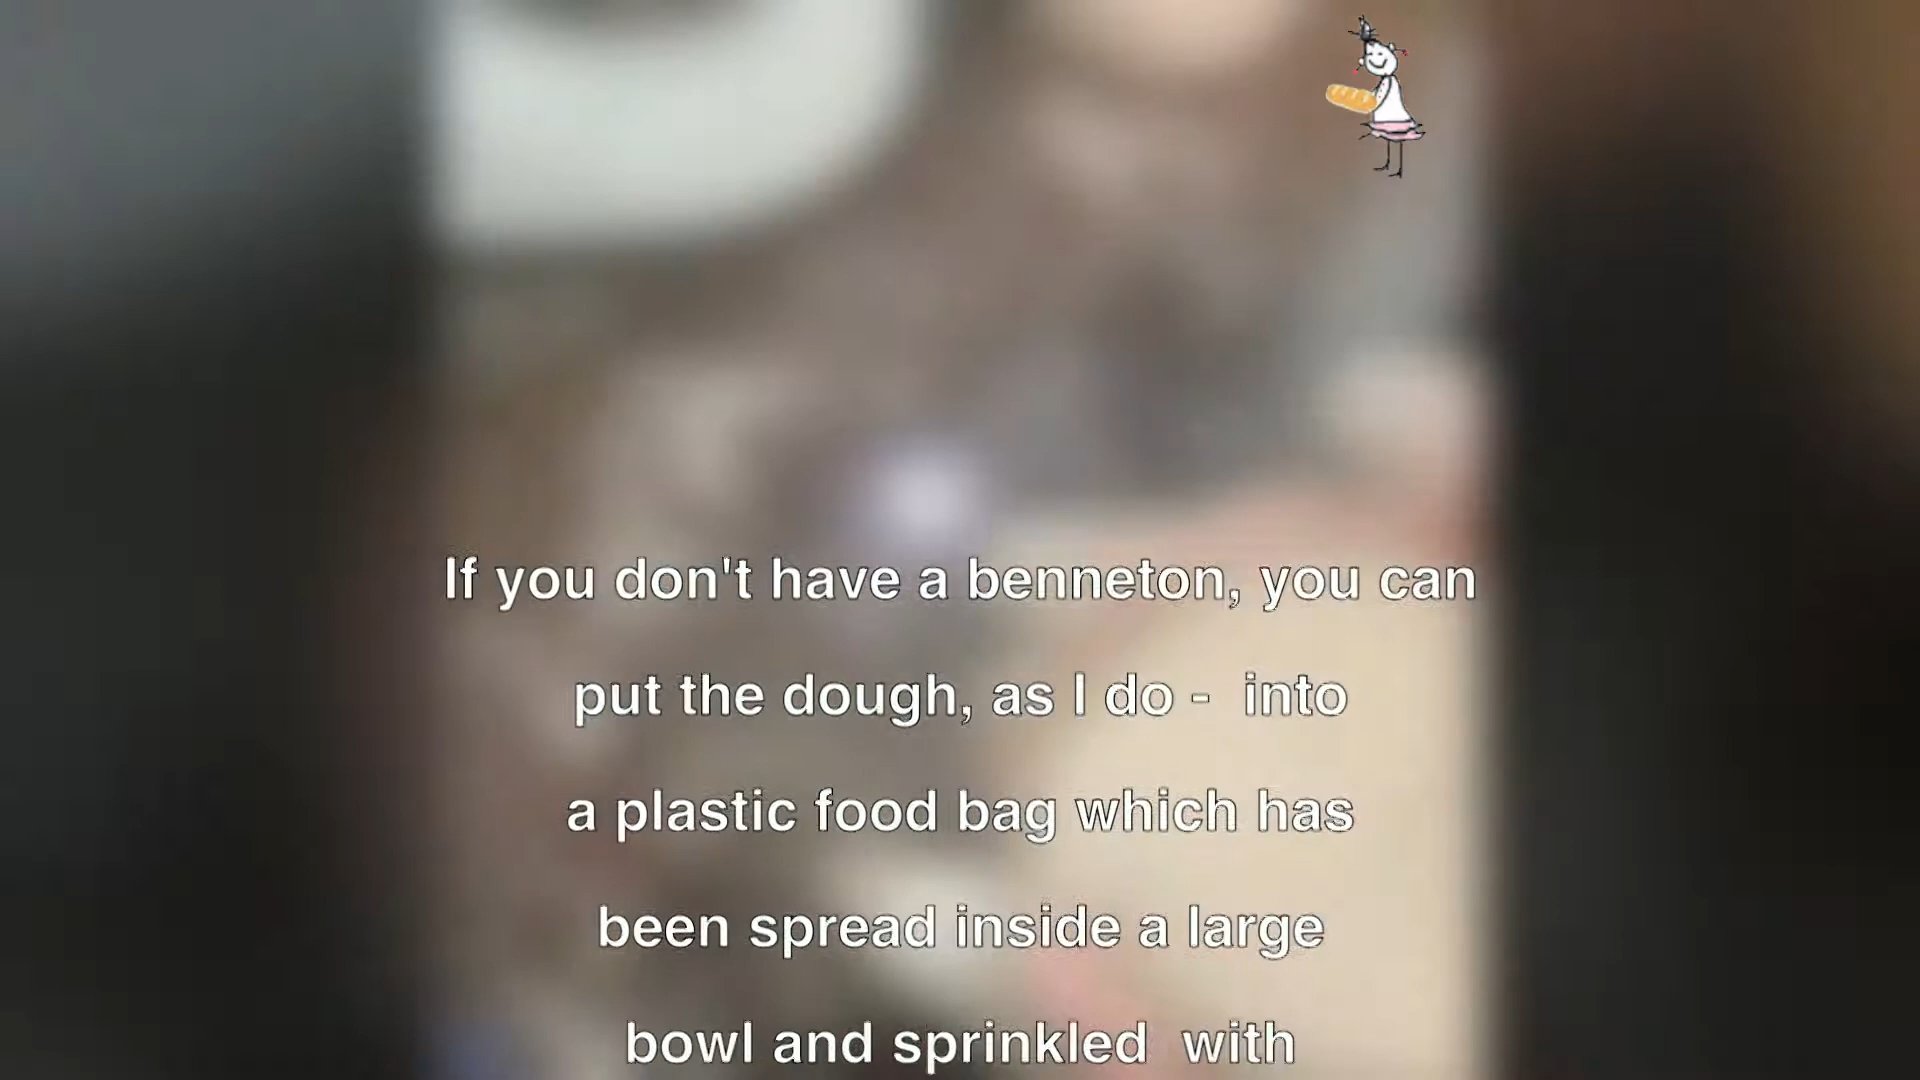 If you don't have a benneton, you can
put the dough, as I do -  into
a plastic food bag which has
been spread inside a large
bowl and sprinkled  with